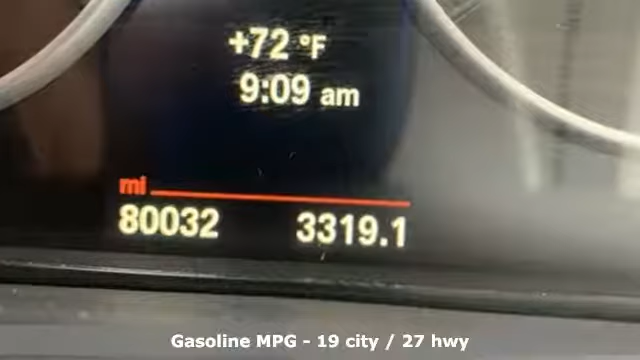 +72 °F
9:09 am
mi
80032 3319.1
Gasoline MPG - 19 city / 27 hwy